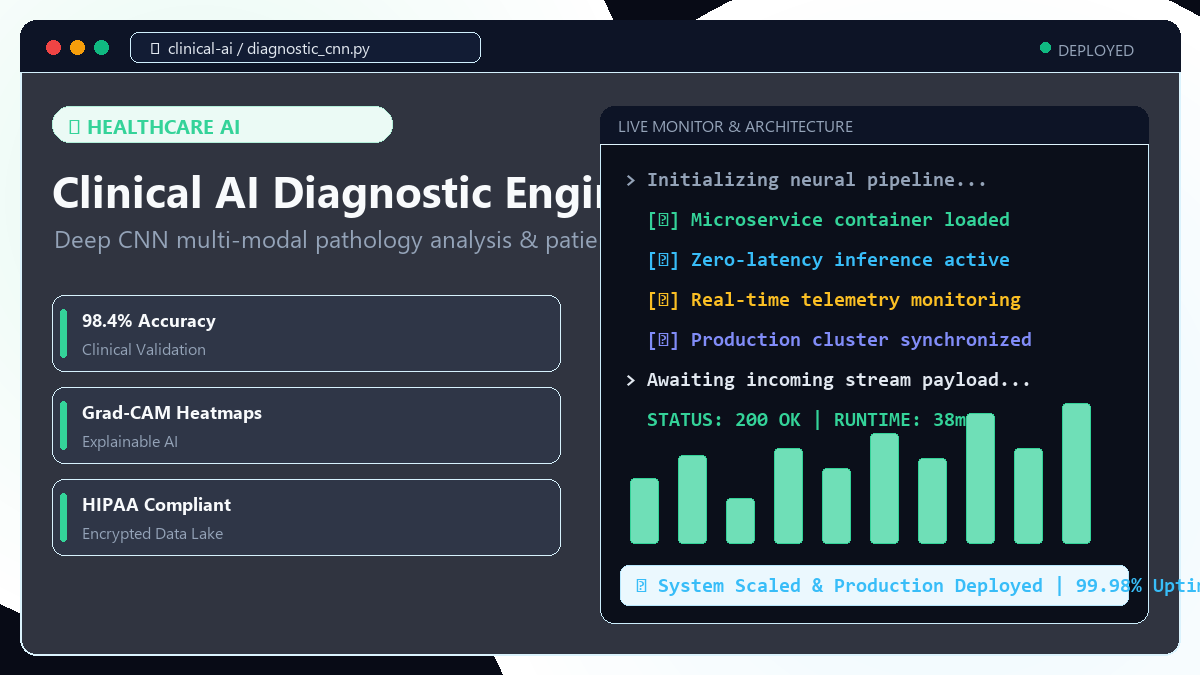 clinical-ai / diagnostic_cnn.py
DEPLOYED
HEALTHCARE AI
Clinical AI Diagnostic Engi
Deep CNN multi-modal pathology analysis & patie
98.4% Accuracy
Clinical Validation
Grad-CAM Heatmaps
Explainable AI
HIPAA Compliant
Encrypted Data Lake
LIVE MONITOR & ARCHITECTURE
> Initializing neural pipeline...
[▯] Microservice container loaded
[▯] Zero-latency inference active
[▯] Real-time telemetry monitoring
[▯] Production cluster synchronized
> Awaiting incoming stream payload...
STATUS: 200 OK | RUNTIME: 38m
System Scaled & Production Deployed | 99.98% Uptim